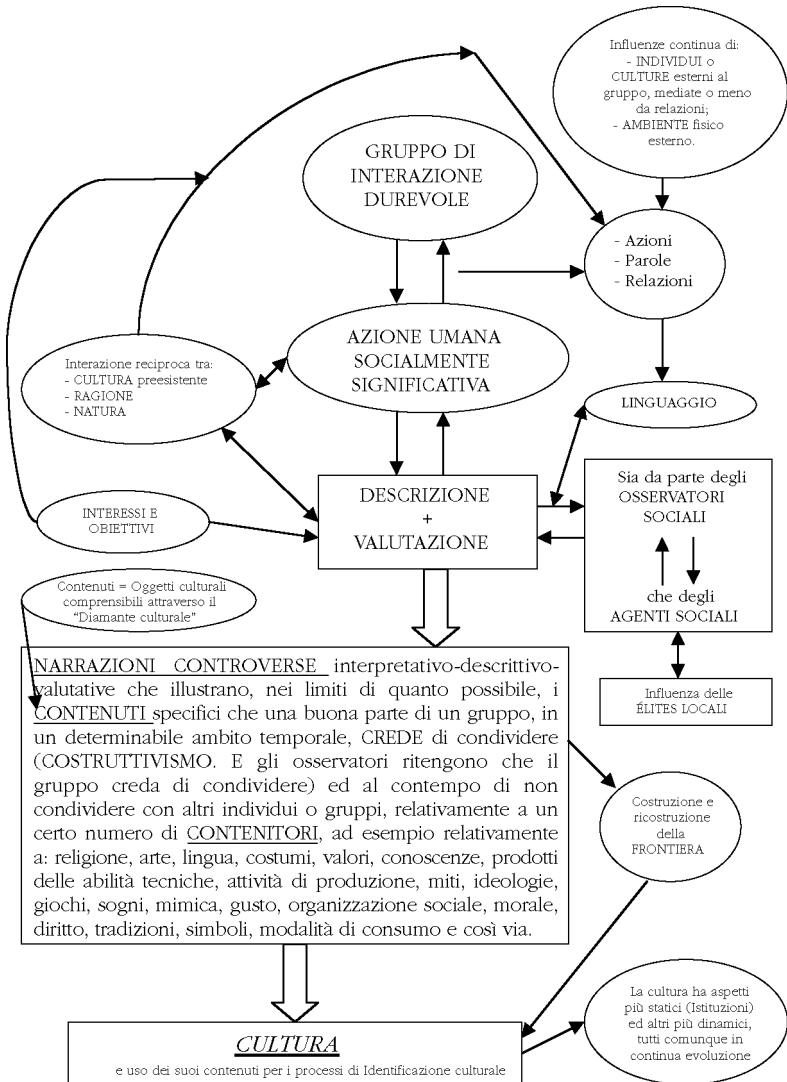 Influenze continua di:
- INDIVIDUI o
CULTURE esterni al
gruppo, mediate o meno
da relazioni;
- AMBIENTE fisico
esterno.
GRUPPO DI
INTERAZIONE
DUREVOLE
- Azioni
- Parole
- Relazioni
AZIONE UMANA
SOCIALMENTE
SIGNIFICATIVA
Interazione reciproca tra:
- CULTURA preesistente
- RAGIONE
- NATURA
LINGUAGGIO
DESCRIZIONE
+
VALUTAZIONE
Sia da parte degli
OSSERVATORI
SOCIALI
che degli
AGENTI SOCIALI
INTERESSI E
OBIETTIVI
Contenuti = Oggetti culturali
comprensibili attraverso il
“Diamante culturale”
Influenza delle
ÉLITES LOCALI
NARRAZIONI CONTROVERSE interpretativo-descrittivo-
valutative che illustrano, nei limiti di quanto possibile, i
CONTENUTI specifici che una buona parte di un gruppo, in
un determinabile ambito temporale, CREDE di condividere
(COSTRUTTIVISMO. E gli osservatori ritengono che il
gruppo creda di condividere) ed al contempo di non
condividere con altri individui o gruppi, relativamente a un
certo numero di CONTENITORI, ad esempio relativamente
a: religione, arte, lingua, costumi, valori, conoscenze, prodotti
delle abilità tecniche, attività di produzione, miti, ideologie,
giochi, sogni, mimica, gusto, organizzazione sociale, morale,
diritto, tradizioni, simboli, modalità di consumo e così via.
Costruzione e
ricostruzione
della
FRONTIERA
La cultura ha aspetti
più statici (Istituzioni)
ed altri più dinamici,
tutti comunque in
continua evoluzione
CULTURA
e uso dei suoi contenuti per i processi di Identificazione culturale